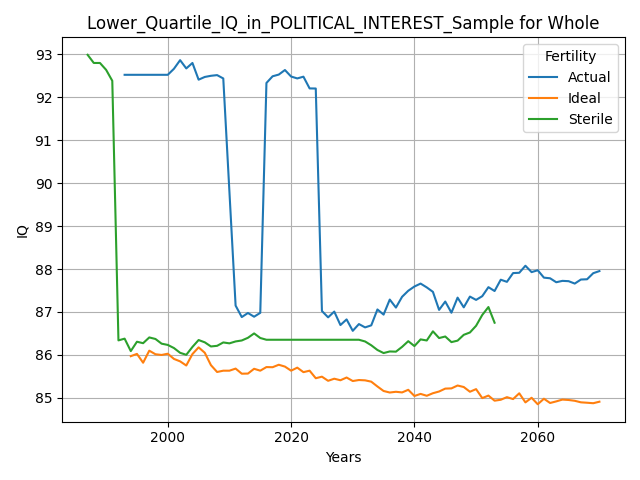 Lower_Quartile_IQ_in_POLITICAL_INTEREST_Sample for Whole
Fertility
Actual
Ideal
Sterile
IQ
93
92
91
90
89
88
87
86
85
2000
2020
2040
2060
Years